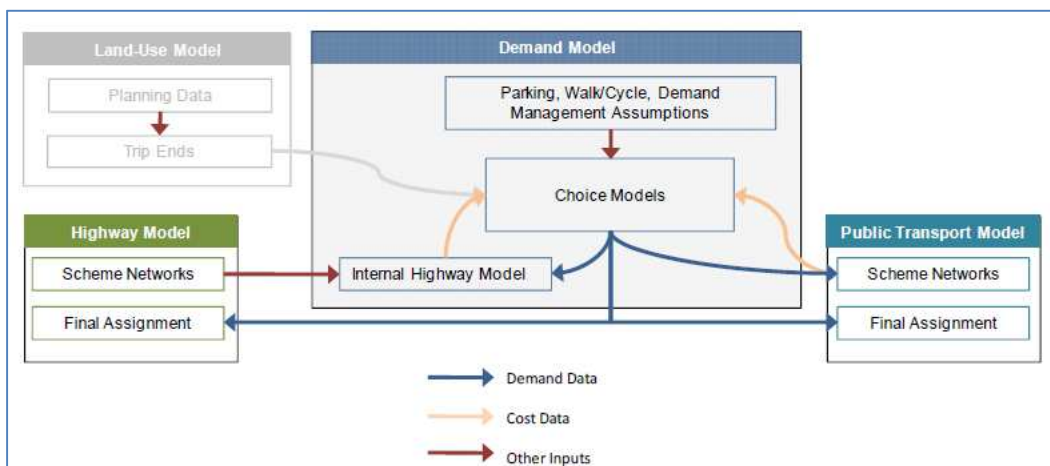 Land-Use Model
Planning Data
Trip Ends
Demand Model
Parking, Walk/Cycle, Demand
Management Assumptions
Choice Models
Internal Highway Model
Highway Model
Scheme Networks
Final Assignment
Public Transport Model
Scheme Networks
Final Assignment
Demand Data
Cost Data
Other Inputs